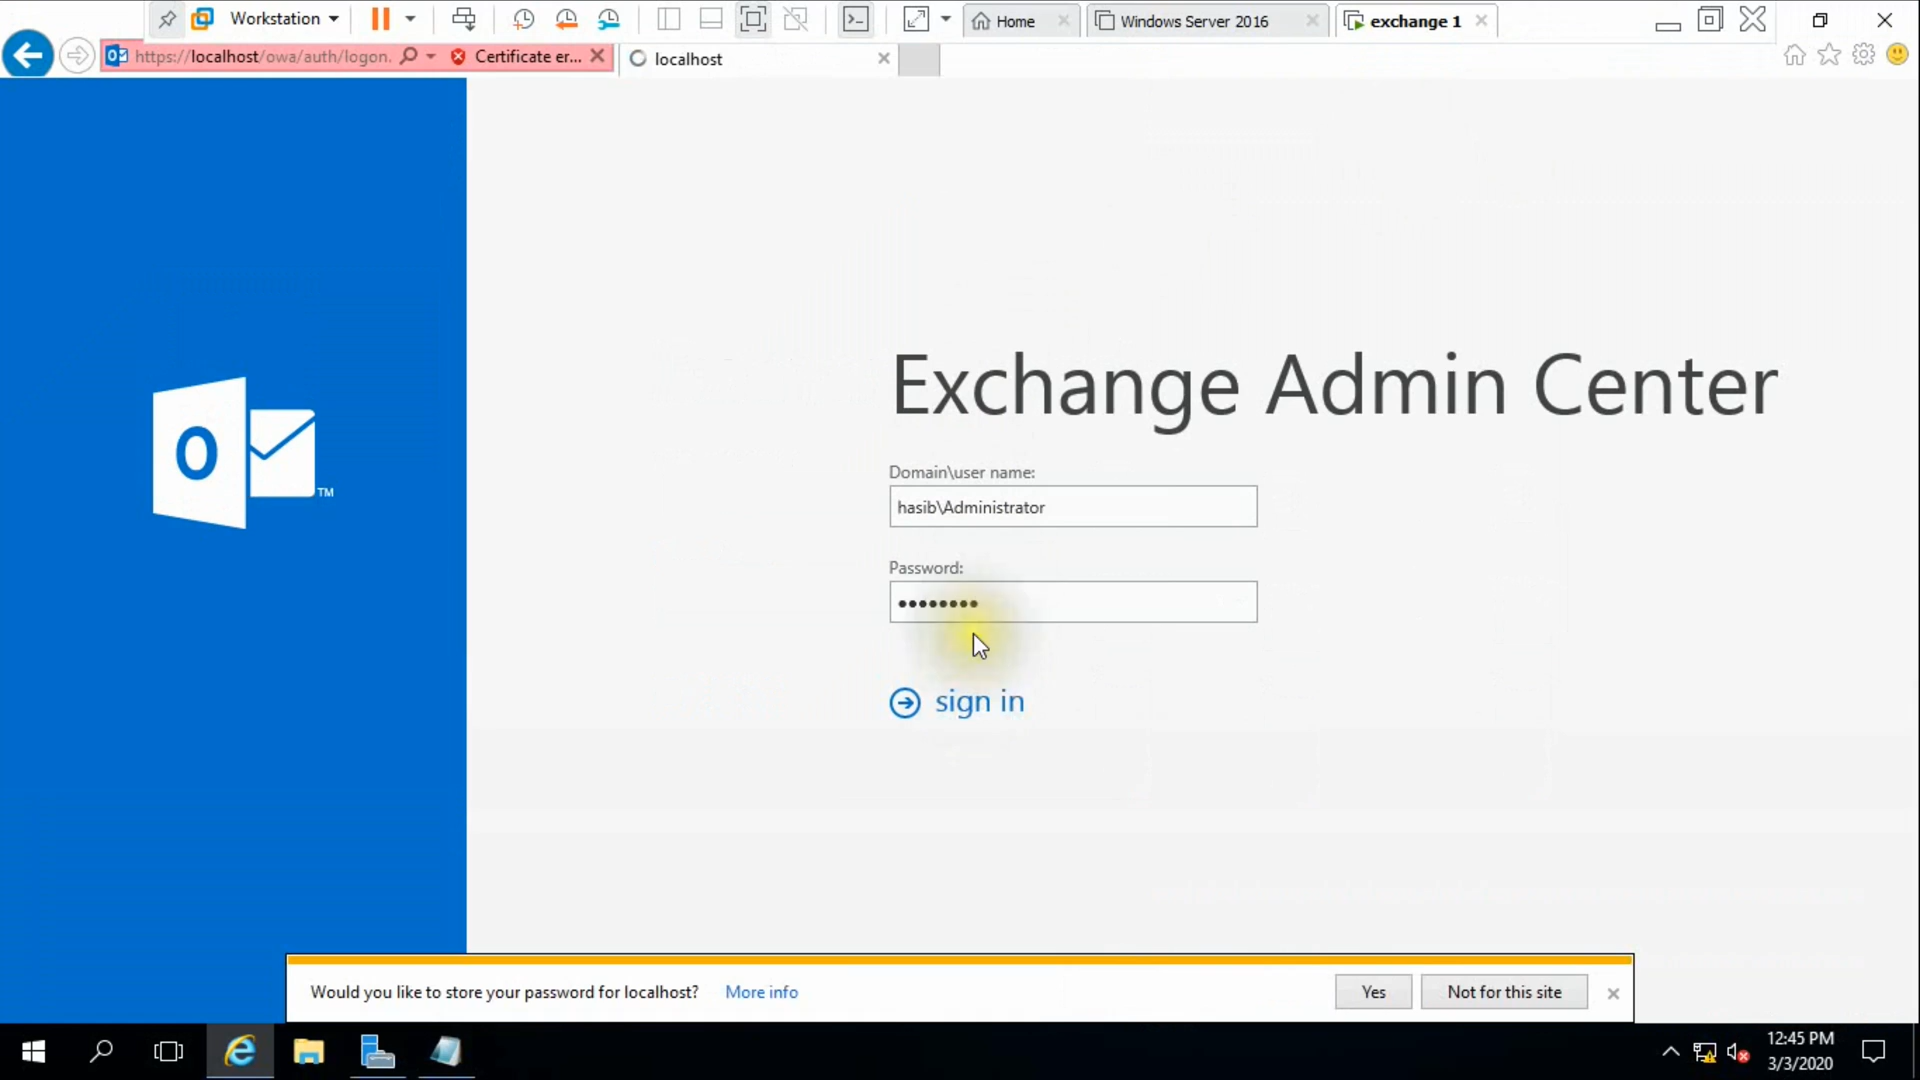 Workstation
Home
Windows Server 2016
exchange 1
https://localhost/owa/auth/logon.
Certificate er...
localhost
Exchange Admin Center
Domain\user name:
hasib\Administrator
Password:
••••••••
sign in
O
TM
Would you like to store your password for localhost?
More info
Yes
Not for this site
12:45 PM
3/3/2020